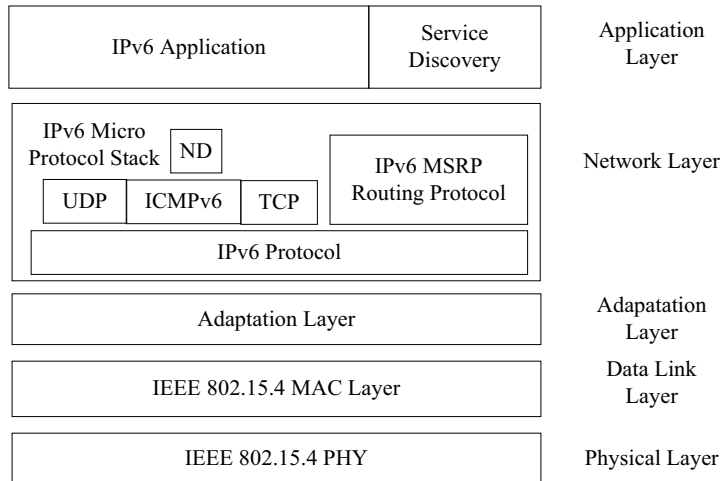 IPv6 Application
Service
Discovery
Application
Layer
IPv6 Micro
Protocol Stack
ND
UDP
ICMPv6
TCP
IPv6 MSRP
Routing Protocol
IPv6 Protocol
Network Layer
Adaptation Layer
Adapatation
Layer
IEEE 802.15.4 MAC Layer
Data Link
Layer
IEEE 802.15.4 PHY
Physical Layer